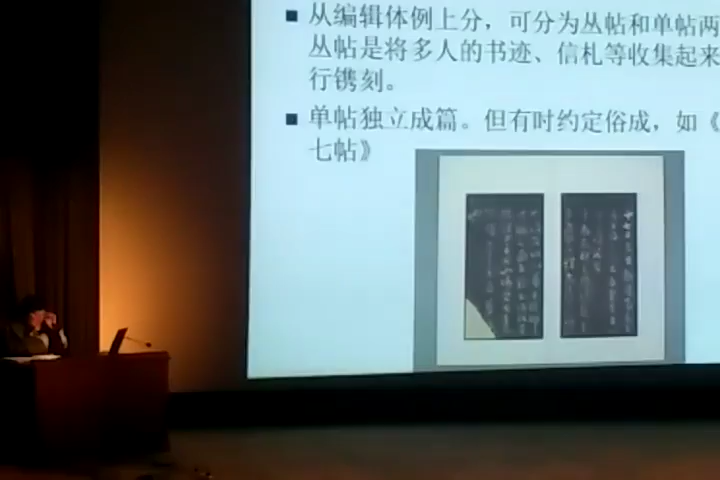 ■ 从编辑体例上分，可分为丛帖和单帖两
丛帖是将多人的书迹、信札等收集起来
行镌刻。
■ 单帖独立成篇。但有时约定俗成，如《
七帖》